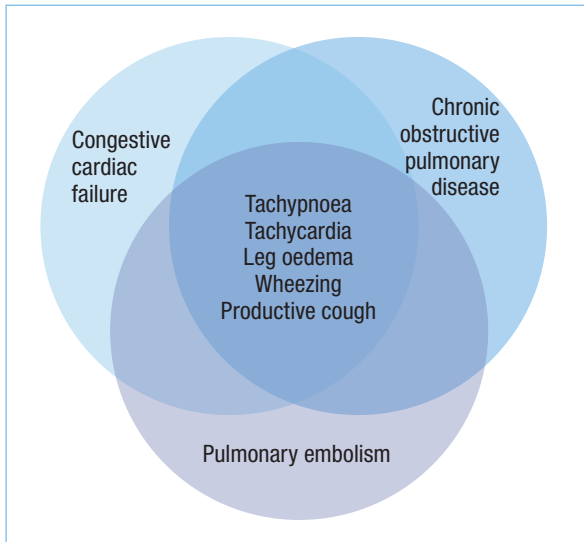 Congestive
cardiac
failure
Chronic
obstructive
pulmonary
disease
Tachypnoea
Tachycardia
Leg oedema
Wheezing
Productive cough
Pulmonary embolism